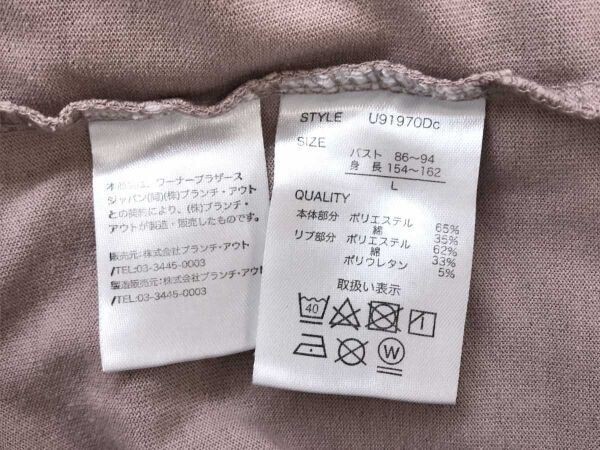 本商品は、ワーナーブラザース
ジャパン(同)(株)ブランチ・アウト
との契約により、(株)ブランチ・
アウトが製造・販売したものです。
販売元:株式会社ブランチ・アウト
/TEL:03-3445-0003
製造販売元:株式会社ブランチ・アウト
/TEL:03-3445-0003
STYLE U91970Dc
SIZE
バスト 86〜94
身長 154〜162
L
QUALITY
本体部分 ポリエステル 65%
綿 35%
リブ部分 ポリエステル 62%
綿 33%
ポリウレタン 5%
取扱い表示
40
W